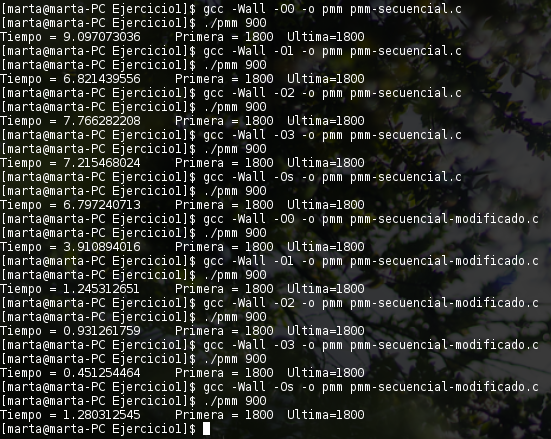 [marta@marta-PC Ejercicio1]$ gcc -Wall -O0 -o pmm pmm-secuencial.c
[marta@marta-PC Ejercicio1]$ ./pmm 900
Tiempo = 9.097073036     Primera = 1800  Ultima=1800
[marta@marta-PC Ejercicio1]$ gcc -Wall -O1 -o pmm pmm-secuencial.c
[marta@marta-PC Ejercicio1]$ ./pmm 900
Tiempo = 6.821439556     Primera = 1800  Ultima=1800
[marta@marta-PC Ejercicio1]$ gcc -Wall -O2 -o pmm pmm-secuencial.c
[marta@marta-PC Ejercicio1]$ ./pmm 900
Tiempo = 7.766282208     Primera = 1800  Ultima=1800
[marta@marta-PC Ejercicio1]$ gcc -Wall -O3 -o pmm pmm-secuencial.c
[marta@marta-PC Ejercicio1]$ ./pmm 900
Tiempo = 7.215468024     Primera = 1800  Ultima=1800
[marta@marta-PC Ejercicio1]$ gcc -Wall -Os -o pmm pmm-secuencial.c
[marta@marta-PC Ejercicio1]$ ./pmm 900
Tiempo = 6.797240713     Primera = 1800  Ultima=1800
[marta@marta-PC Ejercicio1]$ gcc -Wall -O0 -o pmm pmm-secuencial-modificado.c
[marta@marta-PC Ejercicio1]$ ./pmm 900
Tiempo = 3.910894016     Primera = 1800  Ultima=1800
[marta@marta-PC Ejercicio1]$ gcc -Wall -O1 -o pmm pmm-secuencial-modificado.c
[marta@marta-PC Ejercicio1]$ ./pmm 900
Tiempo = 1.245312651     Primera = 1800  Ultima=1800
[marta@marta-PC Ejercicio1]$ gcc -Wall -O2 -o pmm pmm-secuencial-modificado.c
[marta@marta-PC Ejercicio1]$ ./pmm 900
Tiempo = 0.931261759     Primera = 1800  Ultima=1800
[marta@marta-PC Ejercicio1]$ gcc -Wall -O3 -o pmm pmm-secuencial-modificado.c
[marta@marta-PC Ejercicio1]$ ./pmm 900
Tiempo = 0.451254464     Primera = 1800  Ultima=1800
[marta@marta-PC Ejercicio1]$ gcc -Wall -Os -o pmm pmm-secuencial-modificado.c
[marta@marta-PC Ejercicio1]$ ./pmm 900
Tiempo = 1.280312545     Primera = 1800  Ultima=1800
[marta@marta-PC Ejercicio1]$